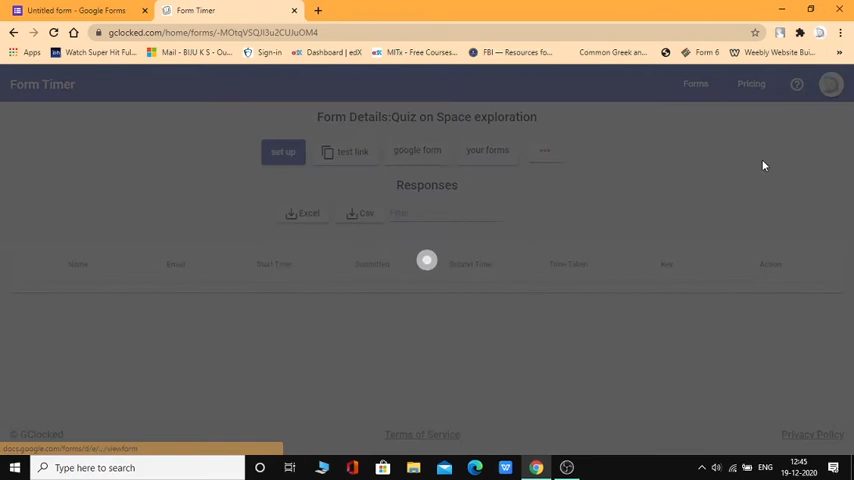 Untitled form - Google Forms
Form Timer
gclocked.com/home/forms/-MOtqVSQJl3u2CUJuOM4
Apps
Watch Super Hit Ful...
Mail - BIJU K S - Ou...
Sign-in
Dashboard | edX
MITx - Free Courses...
FBI — Resources fo...
Common Greek and...
Form 6
Weebly Website Bui...
Form Timer
Forms
Pricing
Form Details:Quiz on Space exploration
set up
test link
google form
your forms
Responses
Excel
Csv
Filter
Name
Email
Start Time
Submit Time
Time Taken
Key
Action
© GClocked
Terms of Service
Privacy Policy
docs.google.com/forms/d/e/.../viewform
Type here to search
ENG
12:45
19-12-2020